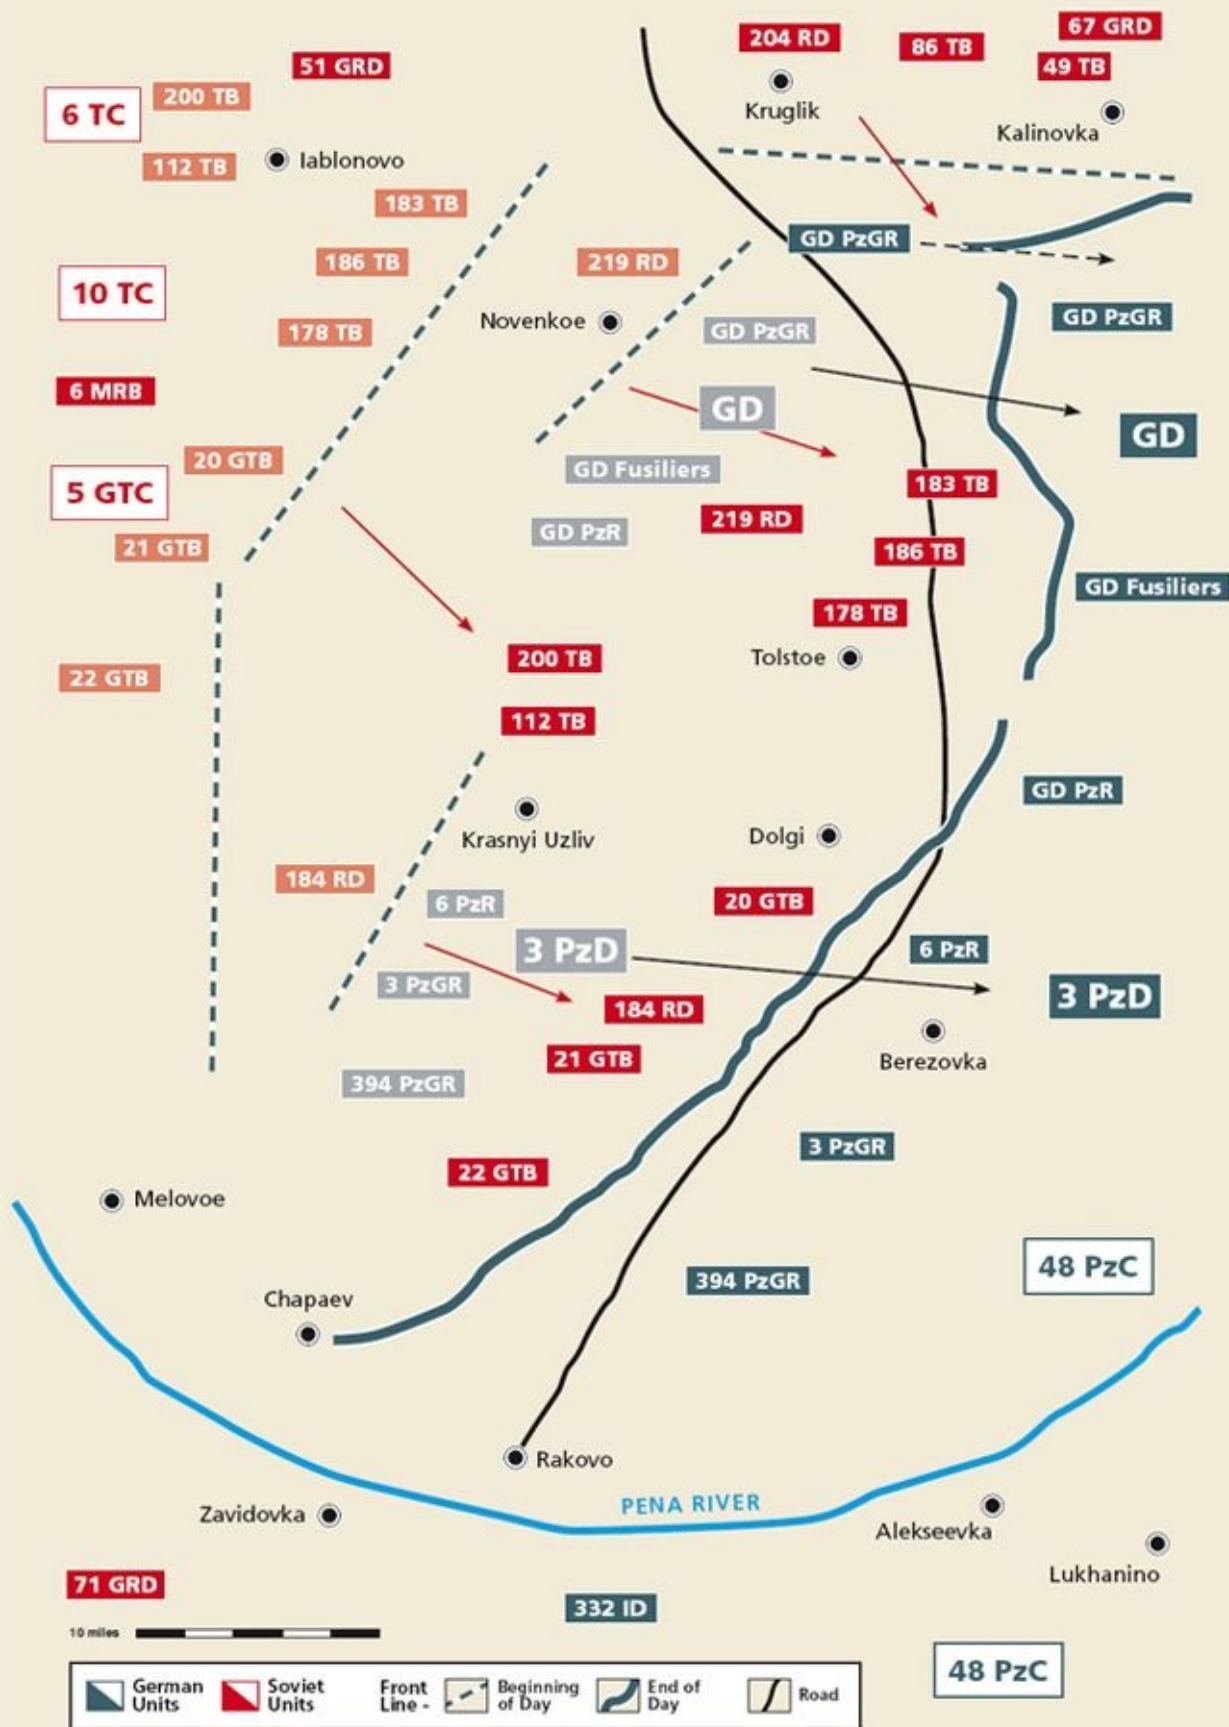 204 RD
86 TB
67 GRD
51 GRD
49 TB
200 TB
6 TC
Kruglik
Kalinovka
112 TB
Iablonovo
183 TB
GD PzGR
186 TB
219 RD
10 TC
GD PzGR
Novenkoe
178 TB
GD PzGR
6 MRB
GD
GD
20 GTB
GD Fusiliers
183 TB
5 GTC
219 RD
GD PzR
21 GTB
186 TB
GD Fusiliers
178 TB
200 TB
Tolstoe
22 GTB
112 TB
GD PzR
Krasnyi Uzliv
Dolgi
184 RD
6 PzR
20 GTB
3 PzD
6 PzR
3 PzGR
3 PzD
184 RD
21 GTB
Berezovka
394 PzGR
3 PzGR
22 GTB
Melovoe
48 PzC
394 PzGR
Chapaev
Rakovo
PENA RIVER
Zavidovka
Alekseevka
Lukhanino
71 GRD
332 ID
10 miles
48 PzC
German
Units
Soviet
Units
Front
Line -
Beginning
of Day
End of
Day
Road